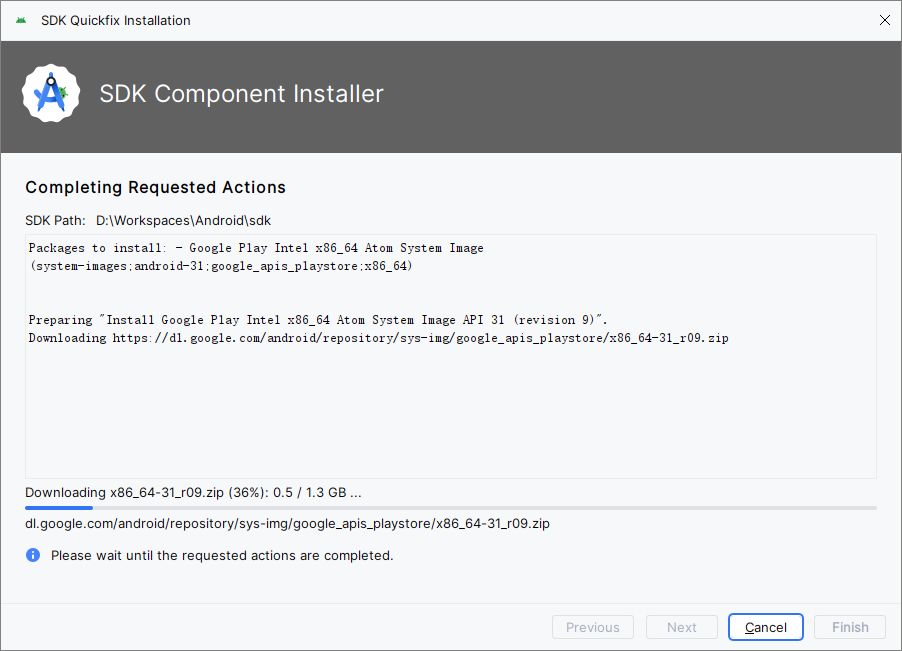 SDK Quickfix Installation
SDK Component Installer
Completing Requested Actions
SDK Path: D:\Workspaces\Android\sdk
Packages to install: - Google Play Intel x86_64 Atom System Image
(system-images;android-31;google_apis_playstore;x86_64)
Preparing "Install Google Play Intel x86_64 Atom System Image API 31 (revision 9)".
Downloading https://dl.google.com/android/repository/sys-img/google_apis_playstore/x86_64-31_r09.zip
Downloading x86_64-31_r09.zip (36%): 0.5 / 1.3 GB ...
dl.google.com/android/repository/sys-img/google_apis_playstore/x86_64-31_r09.zip
Please wait until the requested actions are completed.
Previous Next Cancel Finish